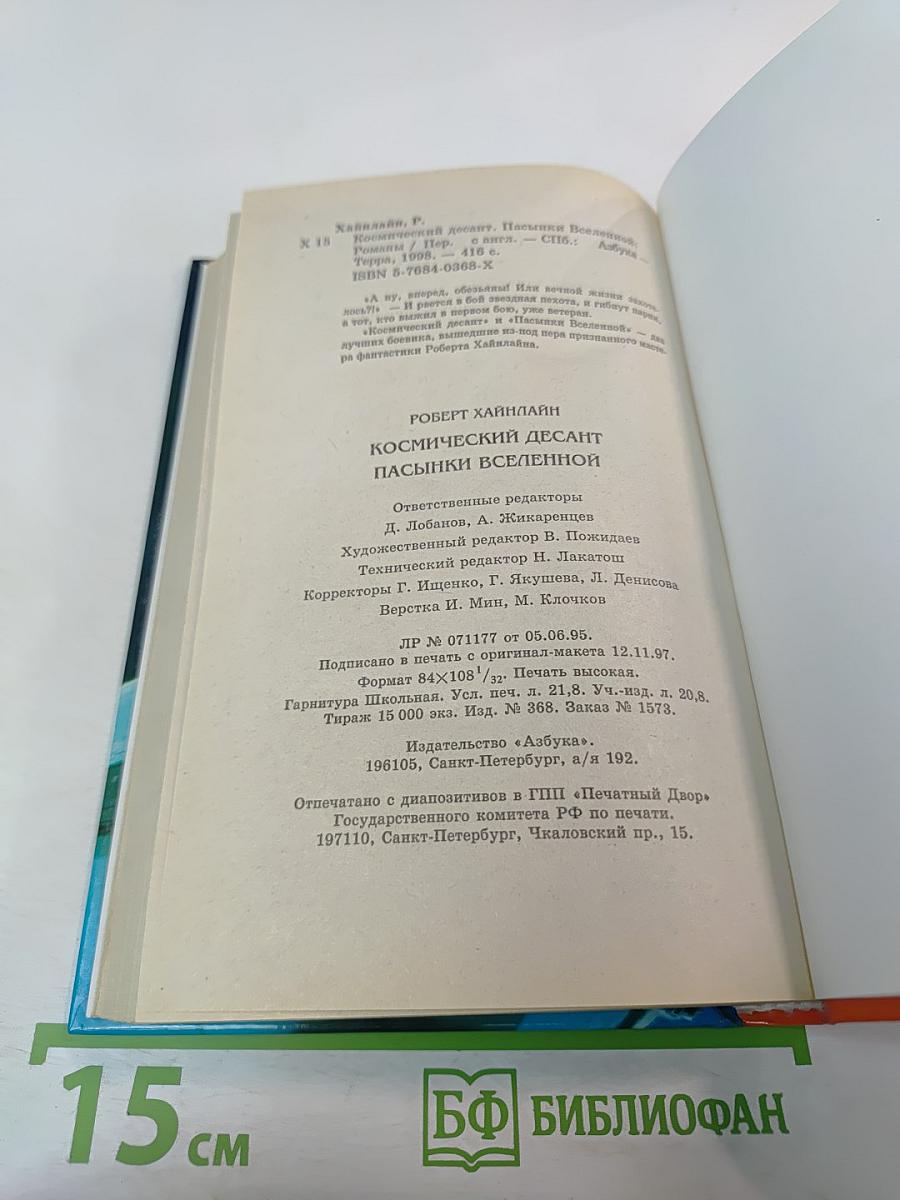 Хайнлайн, Р.
Х 15 Космический десант. Пасынки Вселенной:
Романы / Пер. с англ. — СПб.: Азбука —
Терра, 1998. — 416 с.
ISBN 5-7684-0368-X
«А ну, вперед, обезьяны! Или вечной жизни захоте-
лось?!» — И рвется в бой звездная пехота, и гибнут парни,
а тот, кто выжил в первом бою, уже ветеран.
«Космический десант» и «Пасынки Вселенной» — два
лучших боевика, вышедшие из-под пера признанного масте-
ра фантастики Роберта Хайнлайна.
РОБЕРТ ХАЙНЛАЙН
КОСМИЧЕСКИЙ ДЕСАНТ
ПАСЫНКИ ВСЕЛЕННОЙ
Ответственные редакторы
Д. Лобанов, А. Жикаренцев
Художественный редактор В. Пожидаев
Технический редактор Н. Лакатош
Корректоры Г. Ищенко, Г. Якушева, Л. Денисова
Верстка И. Мин, М. Клочков
ЛР № 071177 от 05.06.95.
Подписано в печать с оригинал-макета 12.11.97.
Формат 84×108 1/32. Печать высокая.
Гарнитура Школьная. Усл. печ. л. 21,8. Уч.-изд. л. 20,8.
Тираж 15 000 экз. Изд. № 368. Заказ № 1573.
Издательство «Азбука».
196105, Санкт-Петербург, а/я 192.
Отпечатано с диапозитивов в ГПП «Печатный Двор»
Государственного комитета РФ по печати.
197110, Санкт-Петербург, Чкаловский пр., 15.
15 см
БФ БИБЛИОФАН